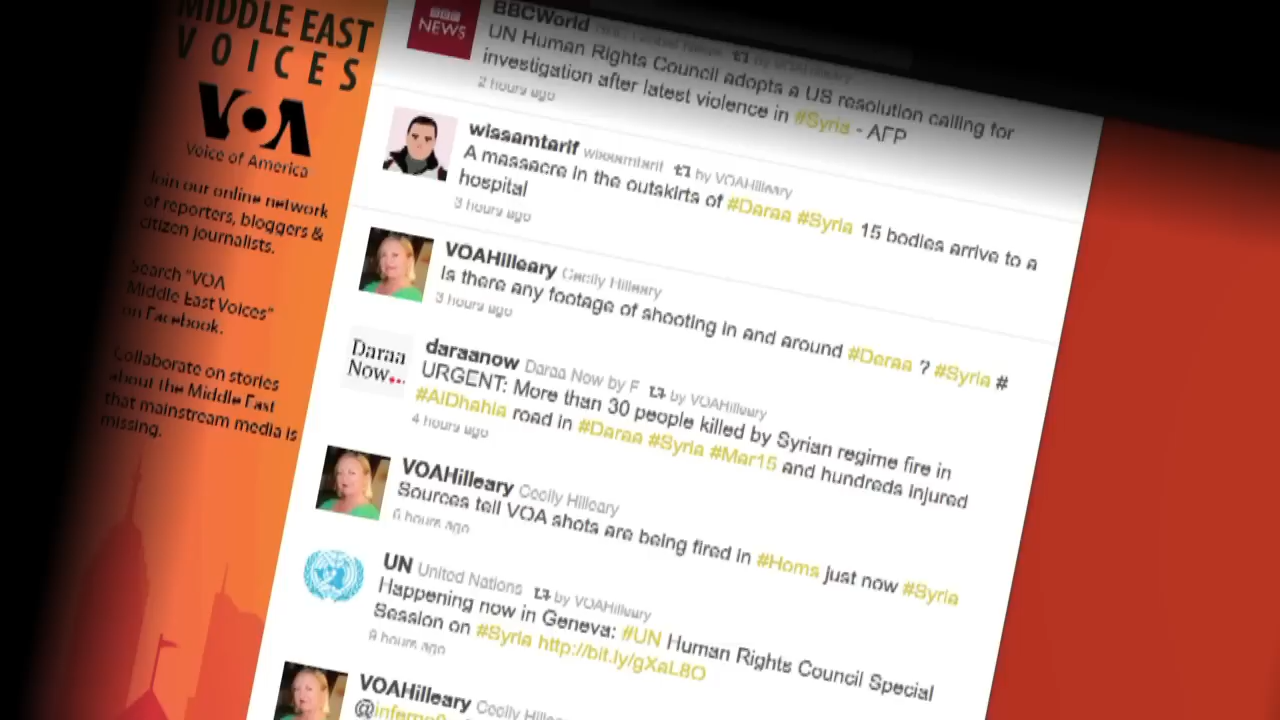 MIDDLE EAST
VOICES
VOA
Voice of America
Join our online network
of reporters, bloggers &
citizen journalists.
Search "VOA
Middle East Voices"
on Facebook.
Collaborate on stories
about the Middle East
that mainstream media is
missing.
BBC
NEWS
BBCWorld by VOAHilleary
UN Human Rights Council adopts a US resolution calling for
investigation after latest violence in #Syria - AFP
2 hours ago
wissamtarif wissamtarif by VOAHilleary
A massacre in the outskirts of #Daraa #Syria 15 bodies arrive to a
hospital
3 hours ago
VOAHilleary Cecily Hilleary
Is there any footage of shooting in and around #Daraa ? #Syria #
3 hours ago
Daraa
Now...
daraanow Daraa Now by F by VOAHilleary
URGENT: More than 30 people killed by Syrian regime fire in
#AlDhahia road in #Daraa #Syria #Mar15 and hundreds injured
4 hours ago
VOAHilleary Cecily Hilleary
Sources tell VOA shots are being fired in #Homs just now #Syria
6 hours ago
UN United Nations by VOAHilleary
Happening now in Geneva: #UN Human Rights Council Special
Session on #Syria http://bit.ly/gXaL8O
9 hours ago
VOAHilleary Cecily